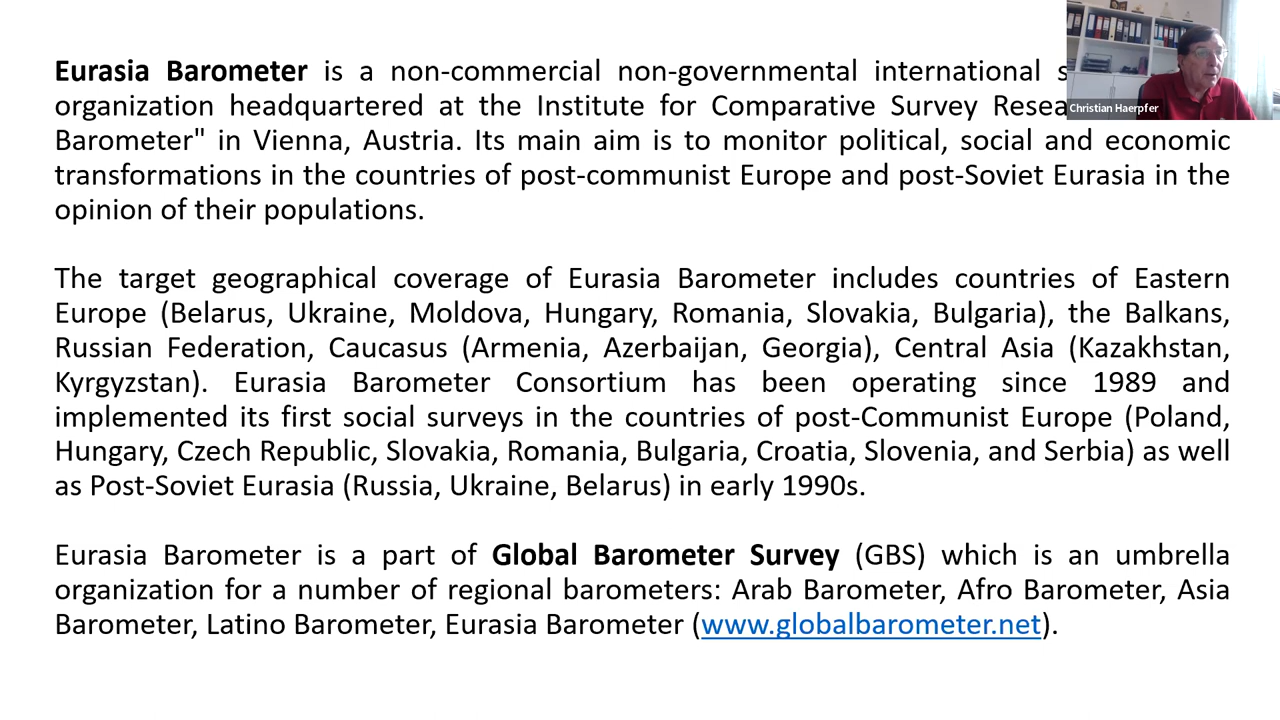 Eurasia Barometer is a non-commercial non-governmental international
organization headquartered at the Institute for Comparative Survey
Barometer" in Vienna, Austria. Its main aim is to monitor political, social and economic
transformations in the countries of post-communist Europe and post-Soviet Eurasia in the
opinion of their populations.
Christian Haerpfer
The target geographical coverage of Eurasia Barometer includes countries of Eastern
Europe (Belarus, Ukraine, Moldova, Hungary, Romania, Slovakia, Bulgaria), the Balkans,
Russian Federation, Caucasus (Armenia, Azerbaijan, Georgia), Central Asia (Kazakhstan,
Kyrgyzstan). Eurasia Barometer Consortium has been operating since 1989 and
implemented its first social surveys in the countries of post-Communist Europe (Poland,
Hungary, Czech Republic, Slovakia, Romania, Bulgaria, Croatia, Slovenia, and Serbia) as well
as Post-Soviet Eurasia (Russia, Ukraine, Belarus) in early 1990s.
Eurasia Barometer is a part of Global Barometer Survey (GBS) which is an umbrella
organization for a number of regional barometers: Arab Barometer, Afro Barometer, Asia
Barometer, Latino Barometer, Eurasia Barometer (www.globalbarometer.net).